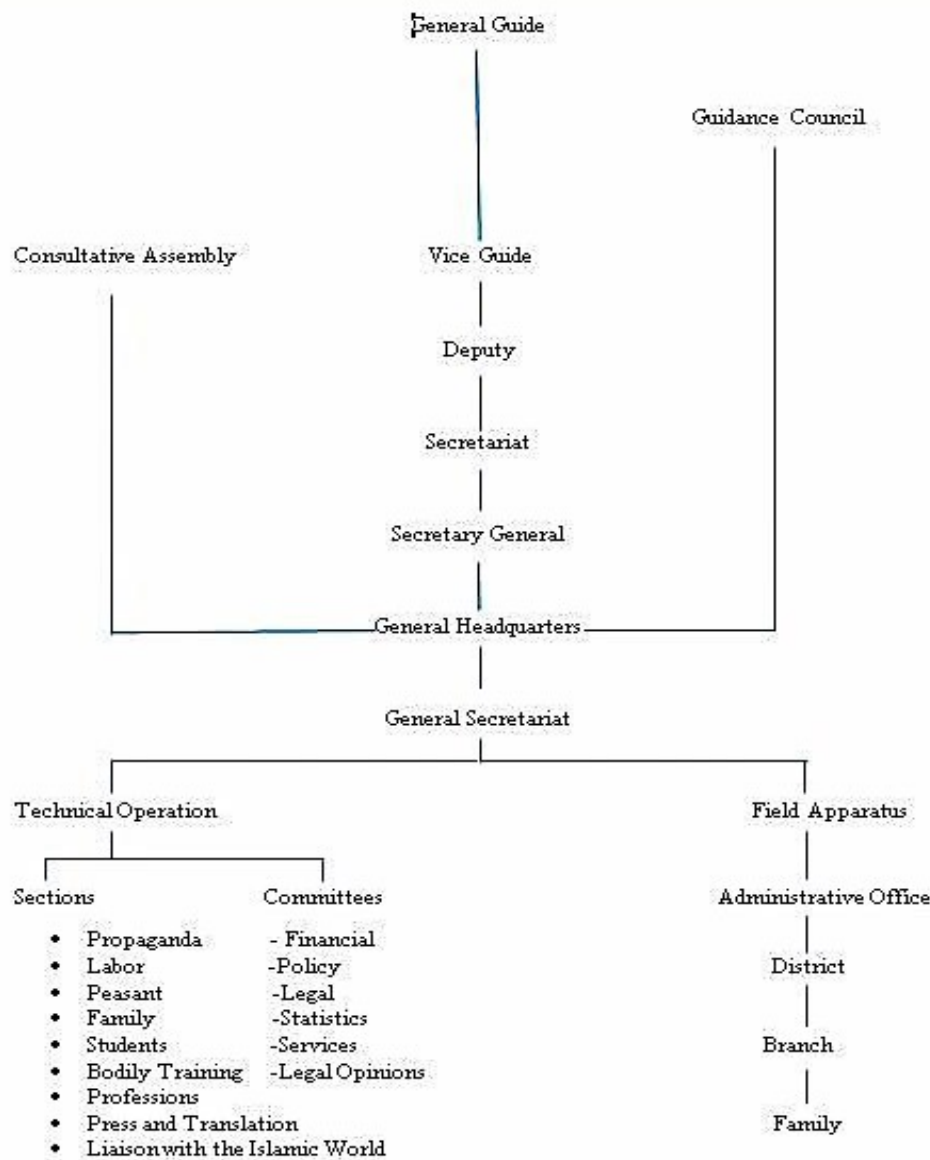 General Guide
Guidance Council
Consultative Assembly
Vice Guide
Deputy
Secretariat
Secretary General
General Headquarters
General Secretariat
Technical Operation
Field Apparatus
Sections
Committees
Administrative Office
• Propaganda
• Labor
• Peasant
• Family
• Students
• Bodily Training
• Professions
• Press and Translation
• Liaison with the Islamic World
- Financial
-Policy
-Legal
-Statistics
-Services
-Legal Opinions
District
Branch
Family